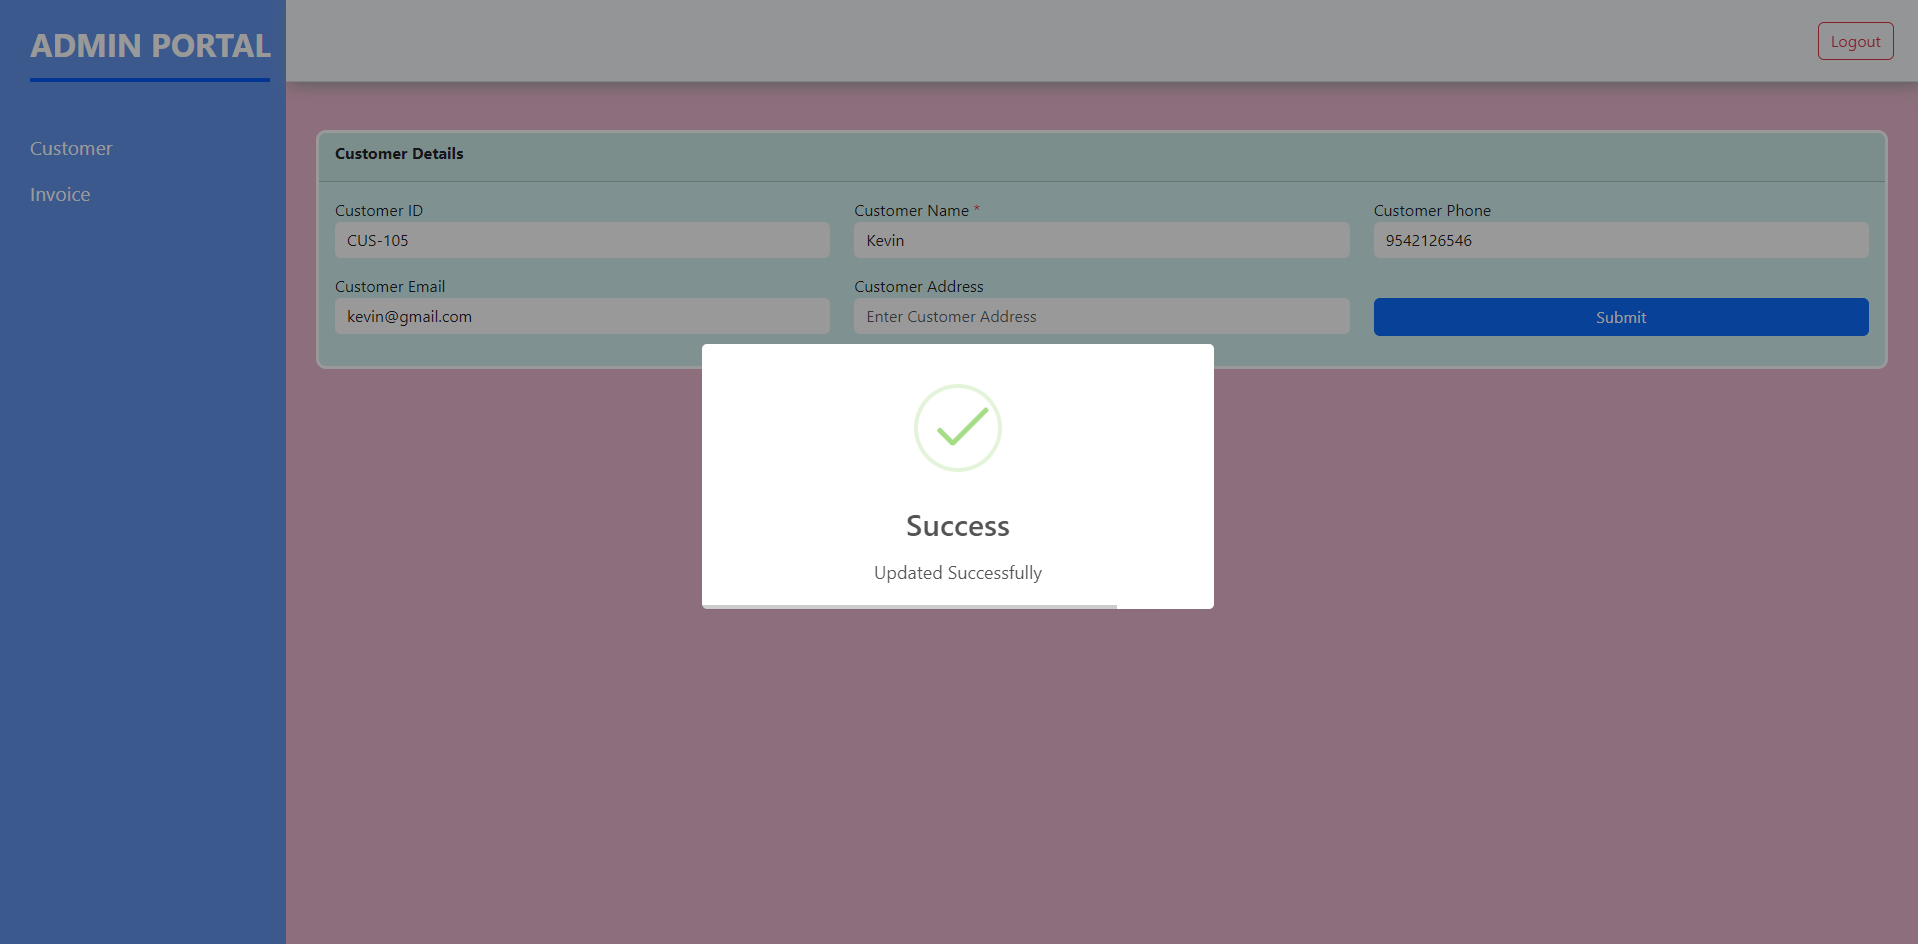 ADMIN PORTAL
Logout
Customer
Invoice
Customer Details
Customer ID
Customer Name *
Customer Phone
CUS-105
Kevin
9542126546
Customer Email
Customer Address
kevin@gmail.com
Enter Customer Address
Submit
Success
Updated Successfully